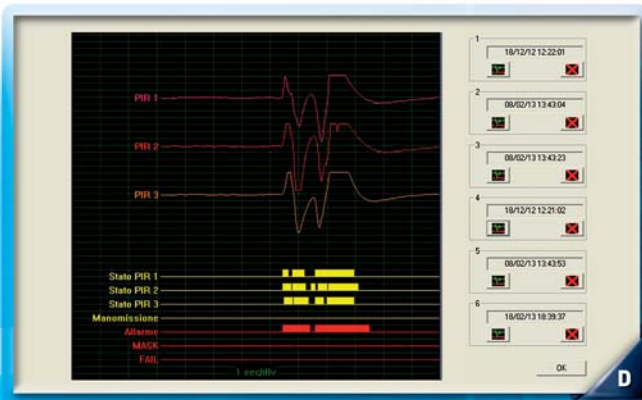 PIR 1
PIR 2
PIR 3
Stato PIR 1
Stato PIR 2
Stato PIR 3
Manomissione
Allarme
MASK
FAIL
1 sec/div
1
18/12/12 12:22:01
2
08/02/13 13:43:04
3
08/02/13 13:43:23
4
18/12/12 12:21:02
5
08/02/13 13:43:53
6
18/02/13 18:39:37
OK
D